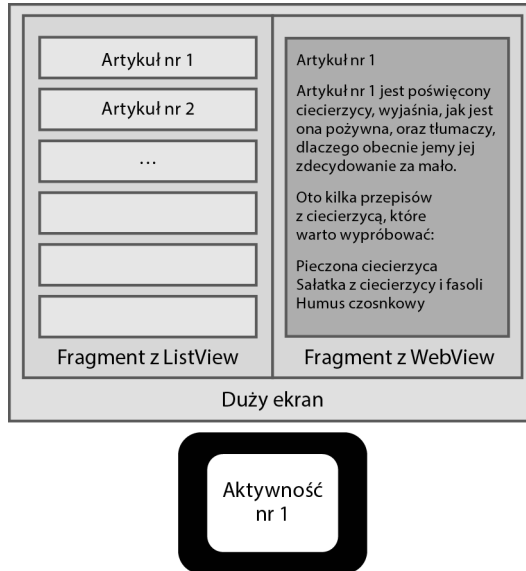 Artykuł nr 1
Artykuł nr 2
...
Fragment z ListView
Artykuł nr 1
Artykuł nr 1 jest poświęcony
ciecierzycy, wyjaśnia, jak jest
ona pożywna, oraz tłumaczy,
dlaczego obecnie jemy jej
zdecydowanie za mało.
Oto kilka przepisów
z ciecierzycą, które
warto wypróbować:
Pieczona ciecierzyca
Sałatka z ciecierzycy i fasoli
Humus czosnkowy
Fragment z WebView
Duży ekran
Aktywność
nr 1